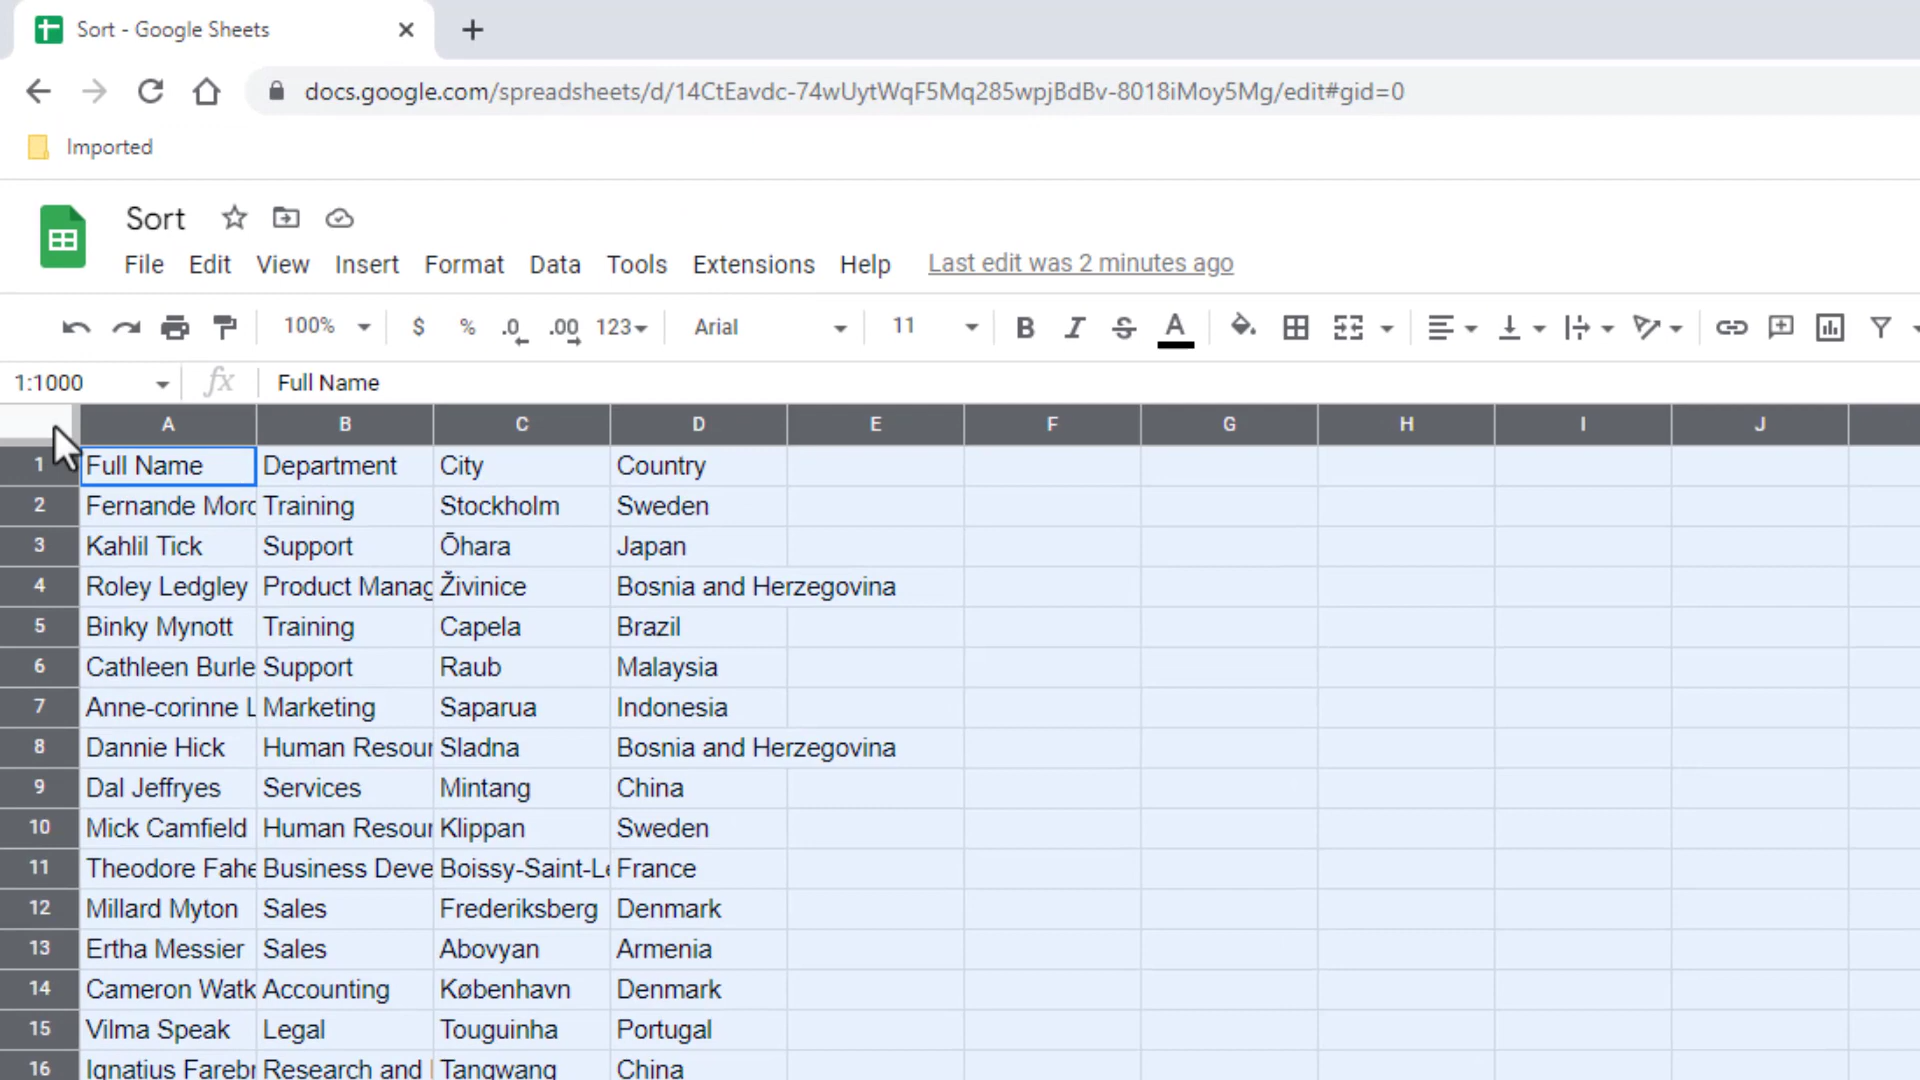 Sort - Google Sheets
docs.google.com/spreadsheets/d/14CtEavdc-74wUytWqF5Mq285wpjBdBv-8018iMoy5Mg/edit#gid=0
Imported
Sort
File Edit View Insert Format Data Tools Extensions Help Last edit was 2 minutes ago
100% $ % .0 .00 123 Arial 11 B I S A
1:1000 fx Full Name
A B C D E F G H I J
1 Full Name Department City Country
2 Fernande Morc Training Stockholm Sweden
3 Kahlil Tick Support Ōhara Japan
4 Roley Ledgley Product Manag Živinice Bosnia and Herzegovina
5 Binky Mynott Training Capela Brazil
6 Cathleen Burle Support Raub Malaysia
7 Anne-corinne L Marketing Saparua Indonesia
8 Dannie Hick Human Resour Sladna Bosnia and Herzegovina
9 Dal Jeffryes Services Mintang China
10 Mick Camfield Human Resour Klippan Sweden
11 Theodore Fahe Business Deve Boissy-Saint-Le France
12 Millard Myton Sales Frederiksberg Denmark
13 Ertha Messier Sales Abovyan Armenia
14 Cameron Watk Accounting København Denmark
15 Vilma Speak Legal Touguinha Portugal
16 Ignatius Farebr Research and Tangwang China